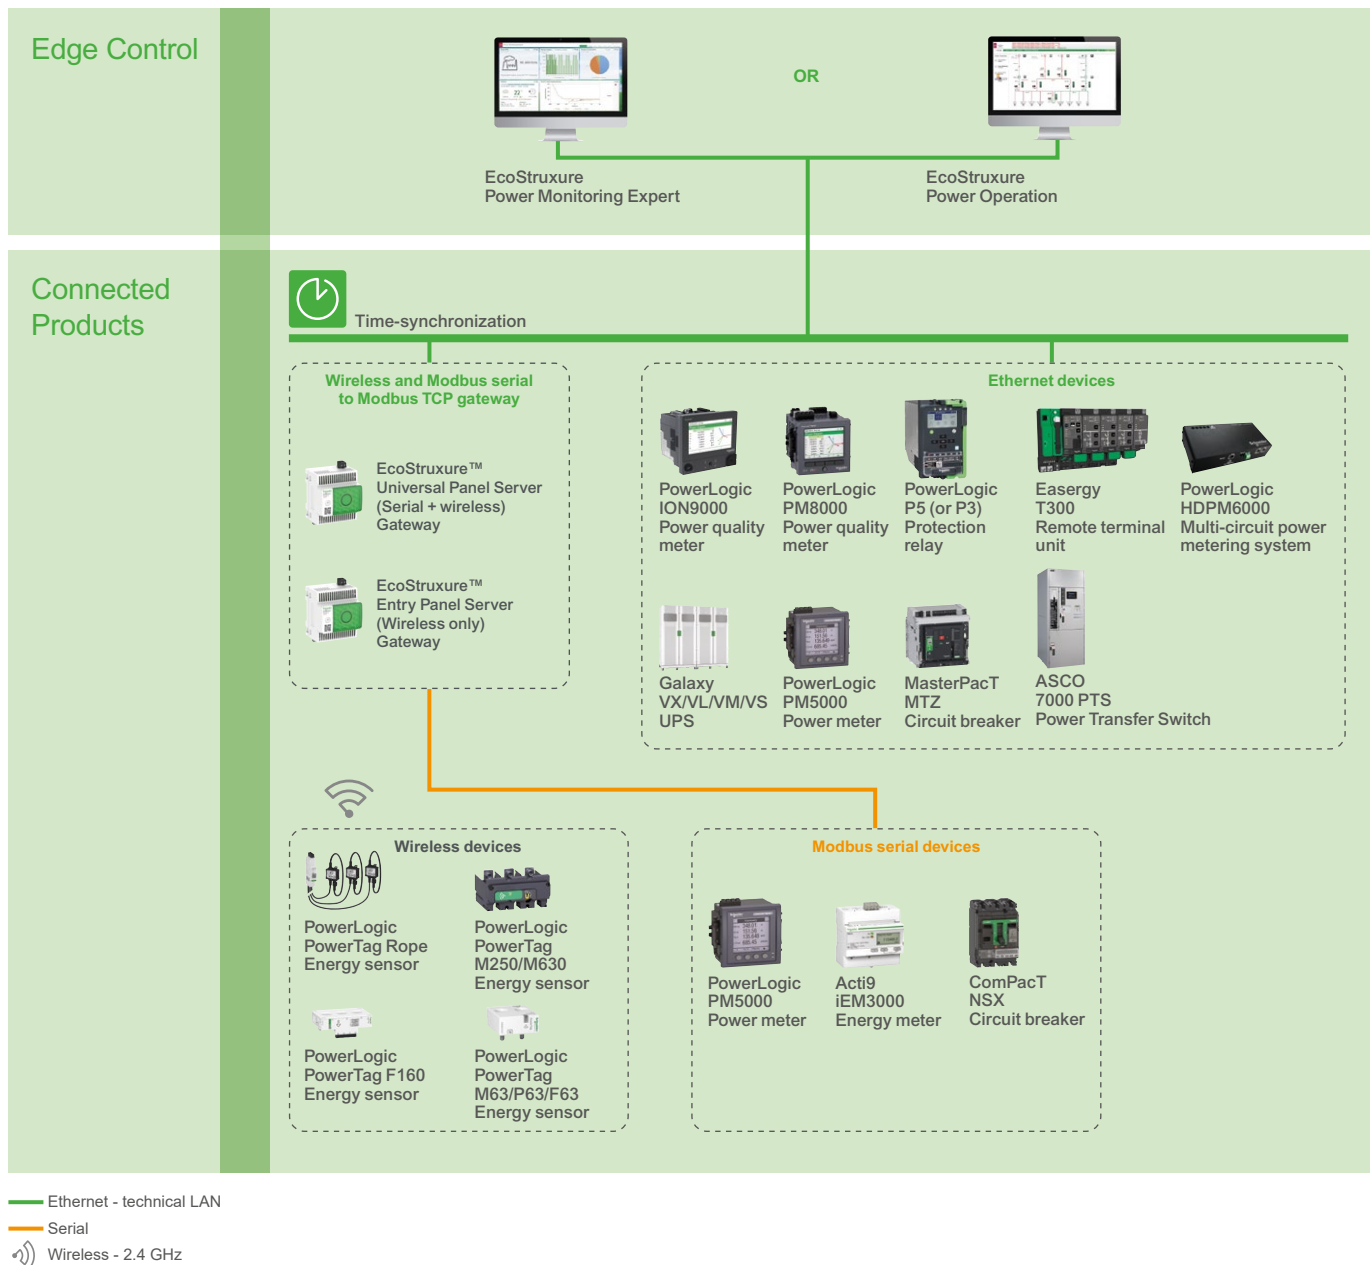 Edge Control
OR
EcoStruxure
Power Monitoring Expert
EcoStruxure
Power Operation
Connected
Products
Time-synchronization
Wireless and Modbus serial
to Modbus TCP gateway
EcoStruxure™
Universal Panel Server
(Serial + wireless)
Gateway
EcoStruxure™
Entry Panel Server
(Wireless only)
Gateway
Ethernet devices
PowerLogic
ION9000
Power quality
meter
PowerLogic
PM8000
Power quality
meter
PowerLogic
P5 (or P3)
Protection
relay
Easergy
T300
Remote terminal
unit
PowerLogic
HDPM6000
Multi-circuit power
metering system
Galaxy
VX/VL/VM/VS
UPS
PowerLogic
PM5000
Power meter
MasterPacT
MTZ
Circuit breaker
ASCO
7000 PTS
Power Transfer Switch
Wireless devices
PowerLogic
PowerTag Rope
Energy sensor
PowerLogic
PowerTag
M250/M630
Energy sensor
PowerLogic
PowerTag F160
Energy sensor
PowerLogic
PowerTag
M63/P63/F63
Energy sensor
Modbus serial devices
PowerLogic
PM5000
Power meter
Acti9
iEM3000
Energy meter
ComPacT
NSX
Circuit breaker
Ethernet - technical LAN
Serial
Wireless - 2.4 GHz